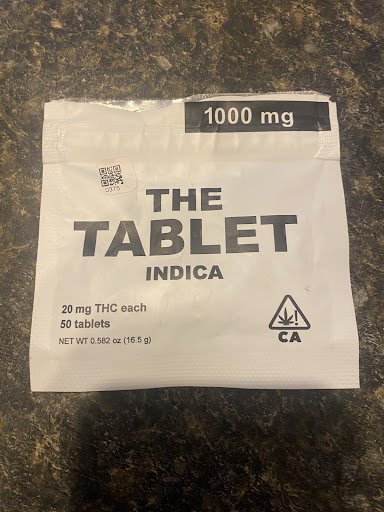 1000 mg
0375
THE
TABLET
INDICA
20 mg THC each
50 tablets
NET WT 0.582 oz (16.5 g)
!
CA